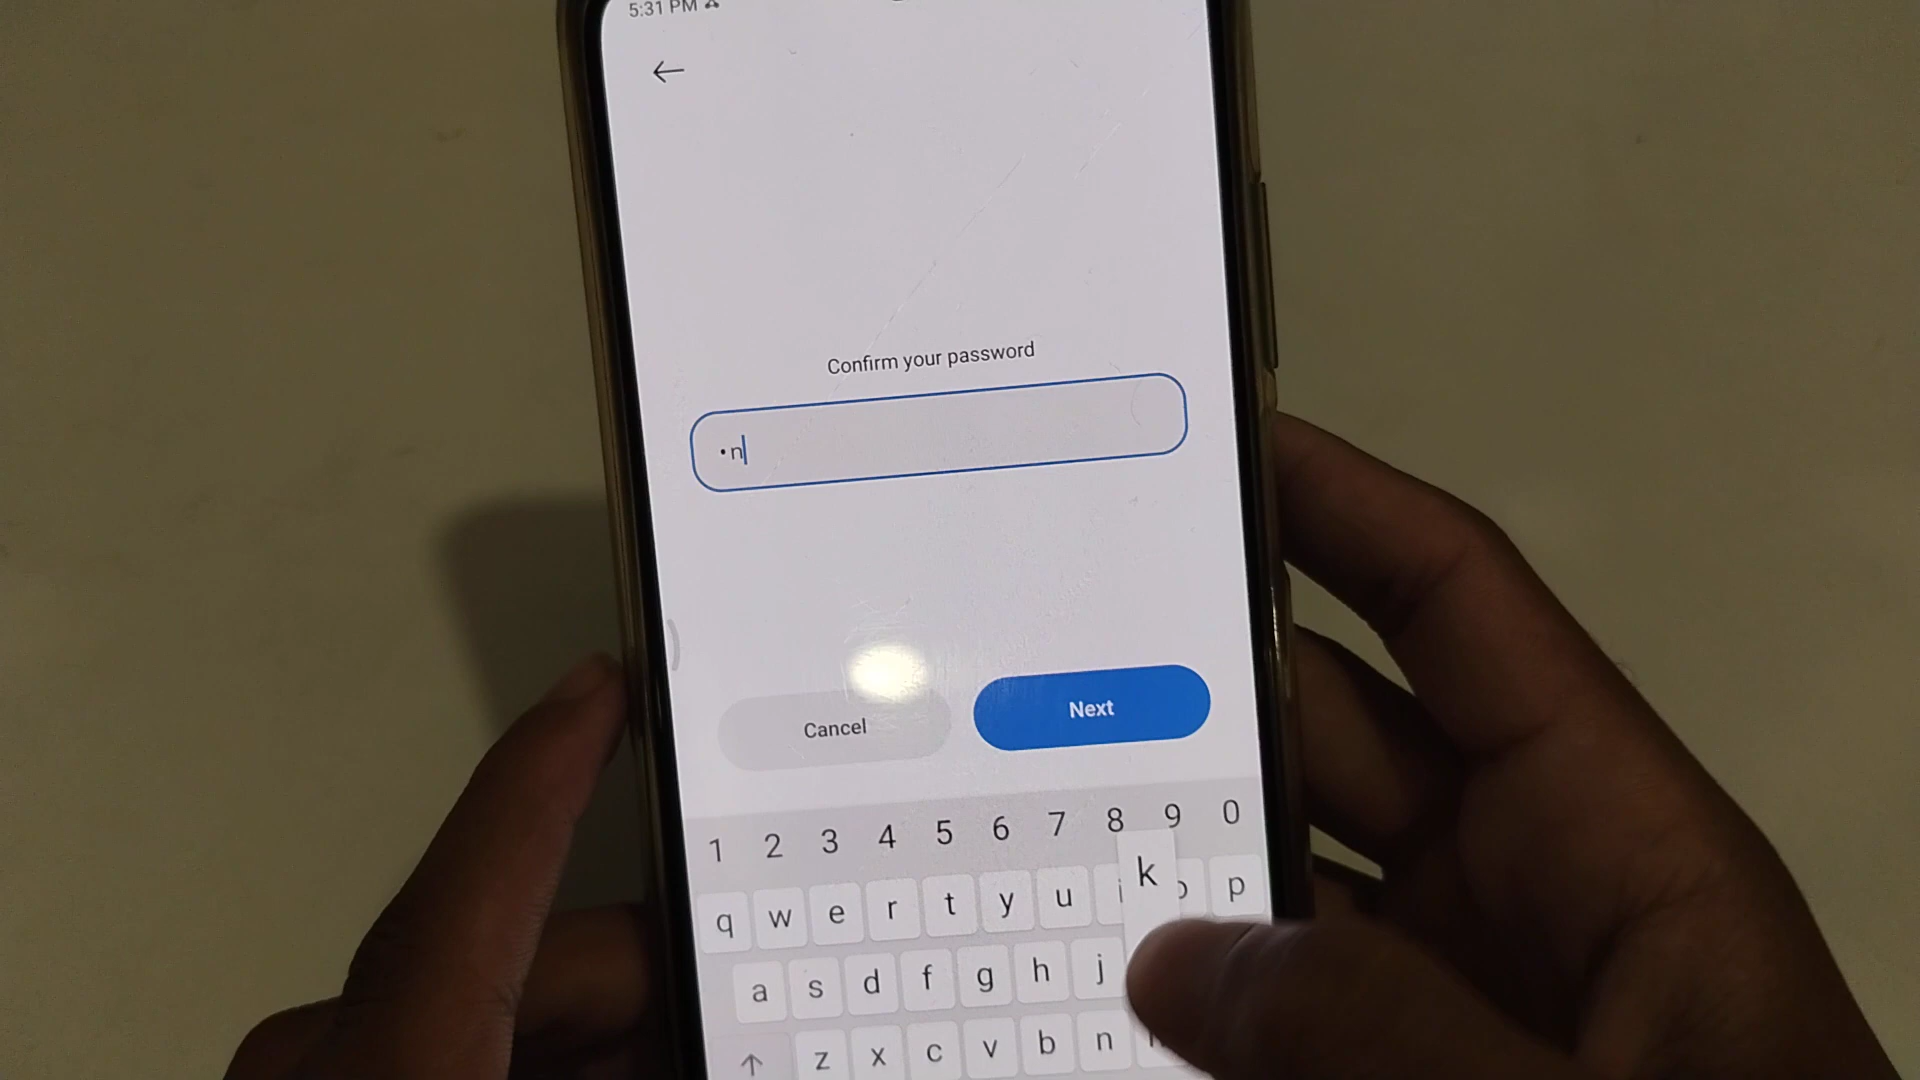 5:31 PM
Confirm your password
•n
Cancel
Next
1 2 3 4 5 6 7 8 9 0
q w e r t y u i k p
a s d f g h j
z x c v b n